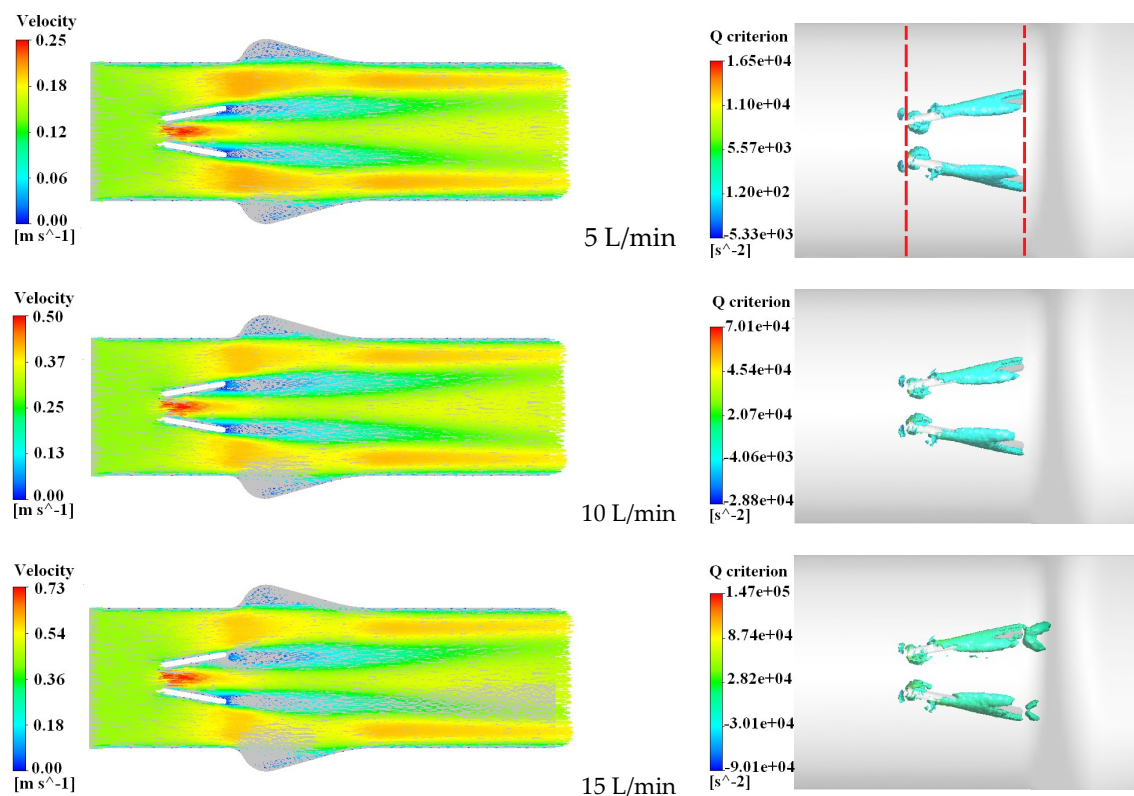 Velocity
0.25
0.18
0.12
0.06
0.00
[m s^-1]
5 L/min
Q criterion
1.65e+04
1.10e+04
5.57e+03
1.20e+02
-5.33e+03
[s^-2]
Velocity
0.50
0.37
0.25
0.13
0.00
[m s^-1]
10 L/min
Q criterion
7.01e+04
4.54e+04
2.07e+04
-4.06e+03
-2.88e+04
[s^-2]
Velocity
0.73
0.54
0.36
0.18
0.00
[m s^-1]
15 L/min
Q criterion
1.47e+05
8.74e+04
2.82e+04
-3.01e+04
-9.01e+04
[s^-2]